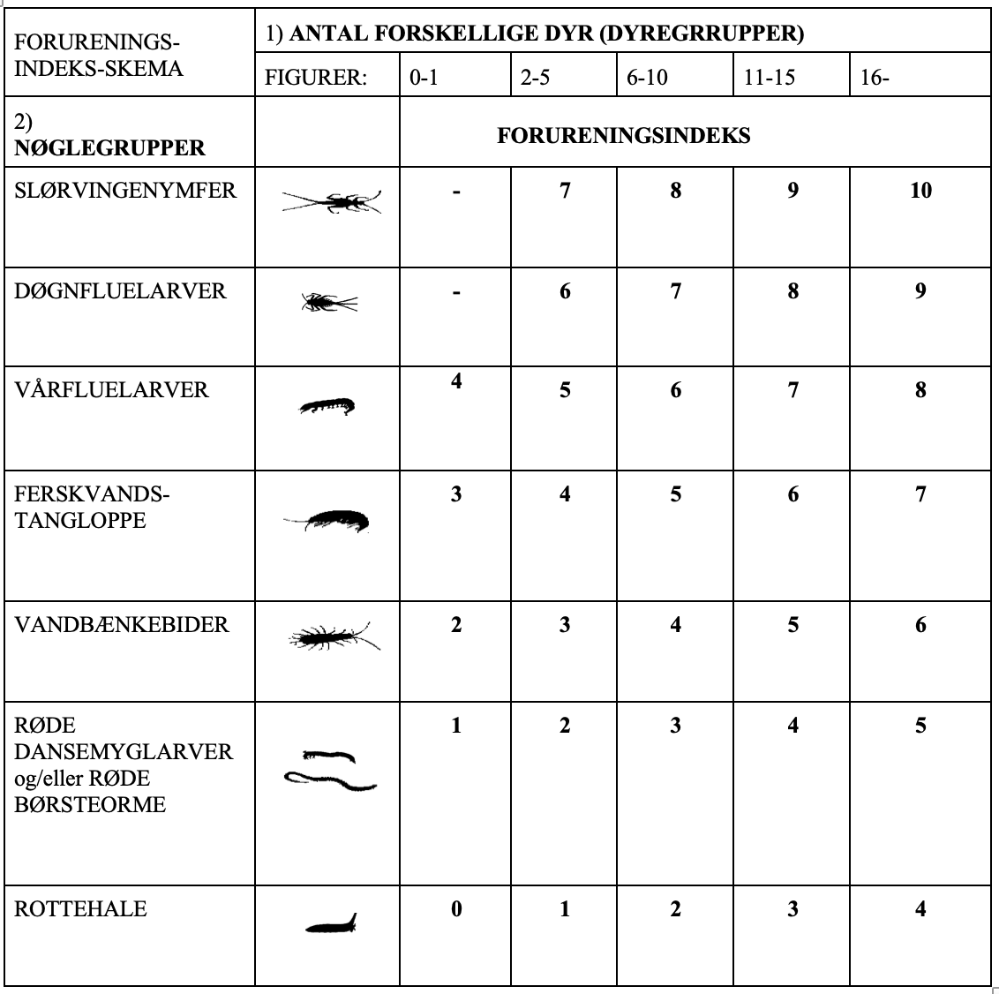 FORURENINGS-
INDEKS-SKEMA
1) ANTAL FORSKELLIGE DYR (DYREGRRUPPER)
FIGURER: 0-1 2-5 6-10 11-15 16-
2)
NØGLEGRUPPER
FORURENINGSINDEKS
SLØRVINGENYMFER - 7 8 9 10
DØGNFLUELARVER - 6 7 8 9
VÅRFLUELARVER 4 5 6 7 8
FERSKVANDS- 3 4 5 6 7
TANGLOPPE
VANDBÆNKEBIDER 2 3 4 5 6
RØDE 1 2 3 4 5
DANSEMYGLARVER
og/eller RØDE
BØRSTEORME
ROTTEHALE 0 1 2 3 4